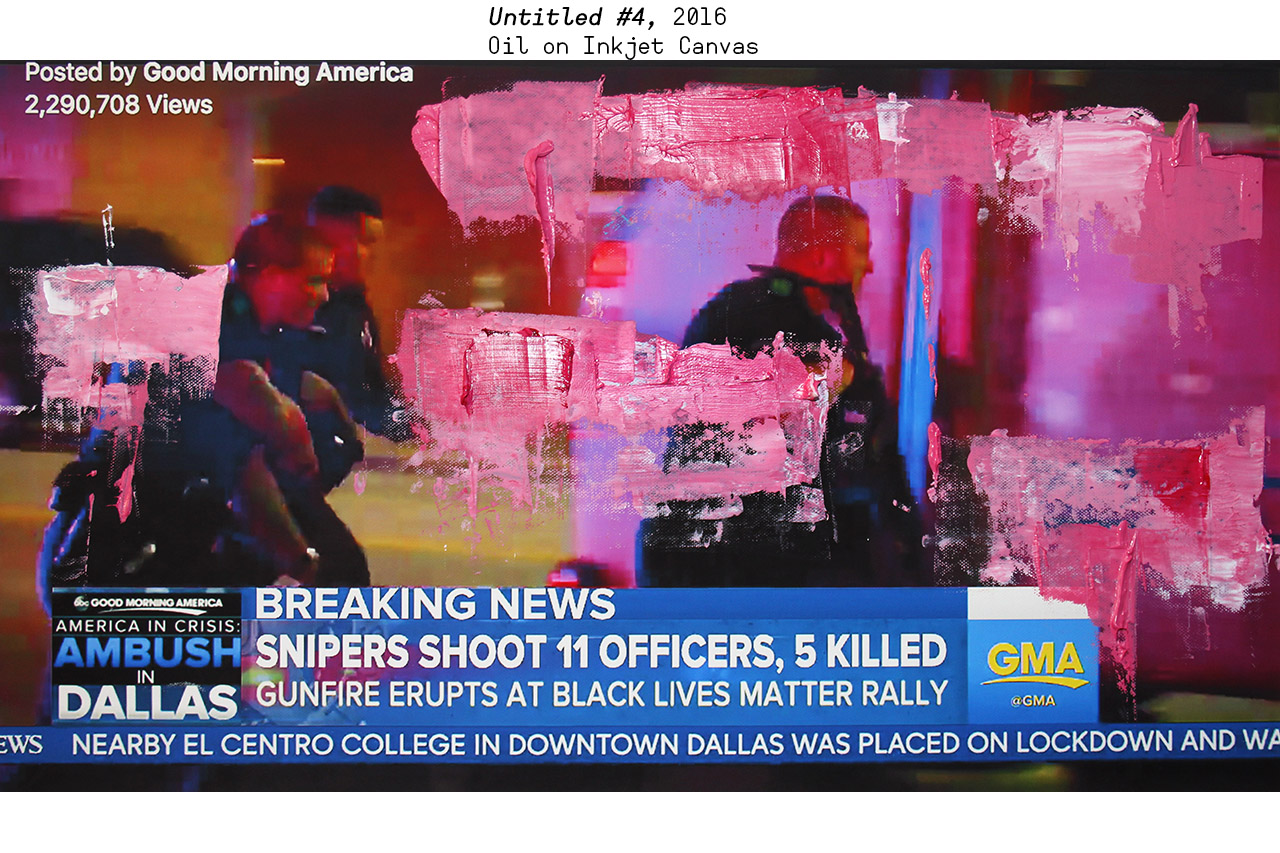 Untitled #4, 2016
Oil on Inkjet Canvas
Posted by Good Morning America
2,290,708 Views
abc GOOD MORNING AMERICA
AMERICA IN CRISIS:
AMBUSH
IN
DALLAS
BREAKING NEWS
SNIPERS SHOOT 11 OFFICERS, 5 KILLED
GUNFIRE ERUPTS AT BLACK LIVES MATTER RALLY
GMA
@GMA
EWS NEARBY EL CENTRO COLLEGE IN DOWNTOWN DALLAS WAS PLACED ON LOCKDOWN AND WA